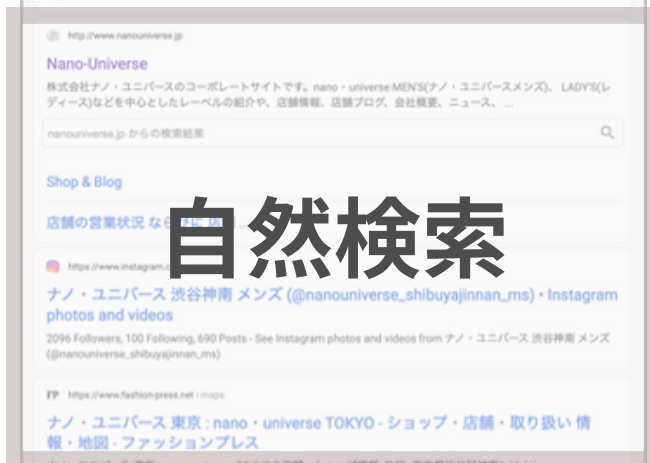 http://www.nanouniverse.jp
Nano-Universe
株式会社ナノ・ユニバースのコーポレートサイトです。nano・universe MEN'S(ナノ・ユニバースメンズ)、 LADY'S(レ
ディース)などを中心としたレーベルの紹介や、店舗情報、店舗ブログ、会社概要、ニュース、 ...
nanouniverse.jp からの検索結果
Shop & Blog
店舗の営業状況 ならびに
自然検索
https://www.instagram.c
ナノ・ユニバース 渋谷神南 メンズ (@nanouniverse_shibuyajinnan_ms) • Instagram
photos and videos
2096 Followers, 100 Following, 690 Posts - See Instagram photos and videos from ナノ・ユニバース 渋谷神南 メンズ
(@nanouniverse_shibuyajinnan_ms)
FP https://www.fashion-press.net › maps
ナノ・ユニバース 東京 : nano・universe TOKYO - ショップ・店舗・取り扱い 情
報・地図 - ファッションプレス